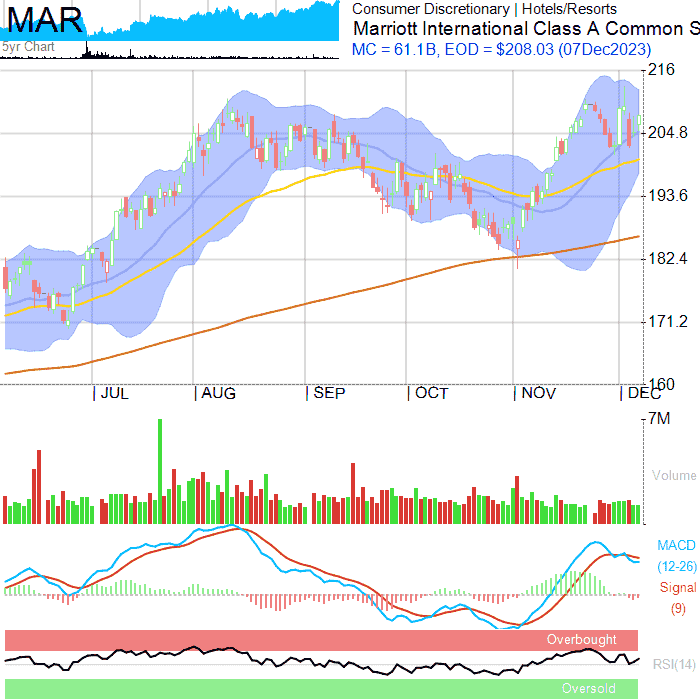 MAR
5yr Chart
Consumer Discretionary | Hotels/Resorts
Marriott International Class A Common S
MC = 61.1B, EOD = $208.03 (07Dec2023)
216
204.8
193.6
182.4
171.2
160
JUL AUG SEP OCT NOV DEC
7M
Volume
MACD
(12-26)
Signal
(9)
Overbought
RSI(14)
Oversold